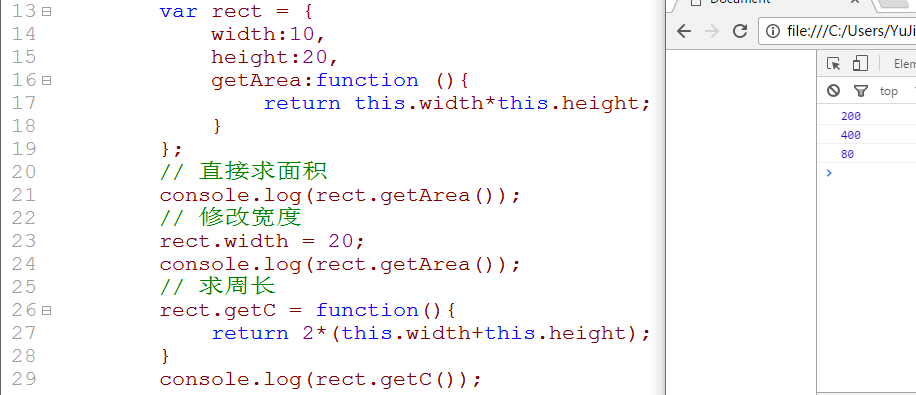 13 var rect = {
14 width:10,
15 height:20,
16 getArea:function (){
17 return this.width*this.height;
18 }
19 };
20 // 直接求面积
21 console.log(rect.getArea());
22 // 修改宽度
23 rect.width = 20;
24 console.log(rect.getArea());
25 // 求周长
26 rect.getC = function(){
27 return 2*(this.width+this.height);
28 }
29 console.log(rect.getC());
Document
file:///C:/Users/YuJi
Elem
top
200
400
80